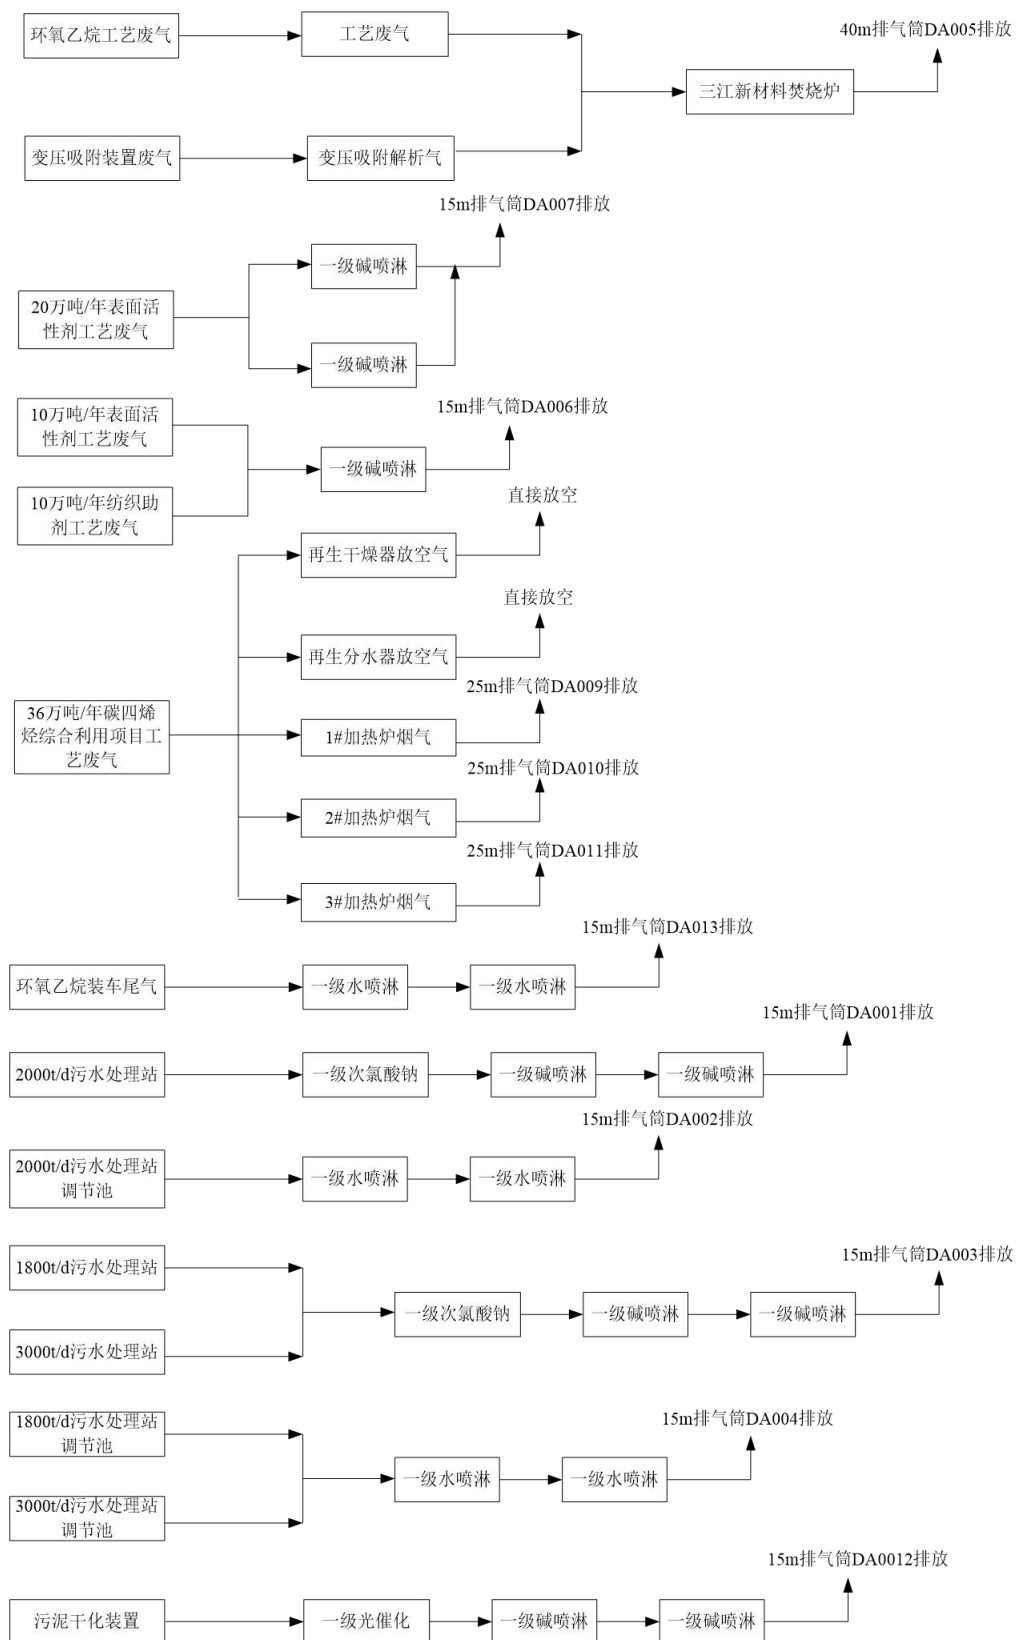 环氧乙烷工艺废气
工艺废气
40m排气筒DA005排放
三江新材料焚烧炉
变压吸附装置废气
变压吸附解析气
15m排气筒DA007排放
一级碱喷淋
20万吨/年表面活
性剂工艺废气
一级碱喷淋
10万吨/年表面活
性剂工艺废气
15m排气筒DA006排放
一级碱喷淋
10万吨/年纺织助
剂工艺废气
直接放空
再生干燥器放空气
直接放空
再生分水器放空气
25m排气筒DA009排放
36万吨/年碳四烯
烃综合利用项目工
艺废气
1#加热炉烟气
25m排气筒DA010排放
2#加热炉烟气
25m排气筒DA011排放
3#加热炉烟气
15m排气筒DA013排放
环氧乙烷装车尾气
一级水喷淋
一级水喷淋
15m排气筒DA001排放
2000t/d污水处理站
一级次氯酸钠
一级碱喷淋
一级碱喷淋
15m排气筒DA002排放
2000t/d污水处理站
调节池
一级水喷淋
一级水喷淋
1800t/d污水处理站
15m排气筒DA003排放
一级次氯酸钠
一级碱喷淋
一级碱喷淋
3000t/d污水处理站
1800t/d污水处理站
调节池
15m排气筒DA004排放
一级水喷淋
一级水喷淋
3000t/d污水处理站
调节池
15m排气筒DA0012排放
污泥干化装置
一级光催化
一级碱喷淋
一级碱喷淋